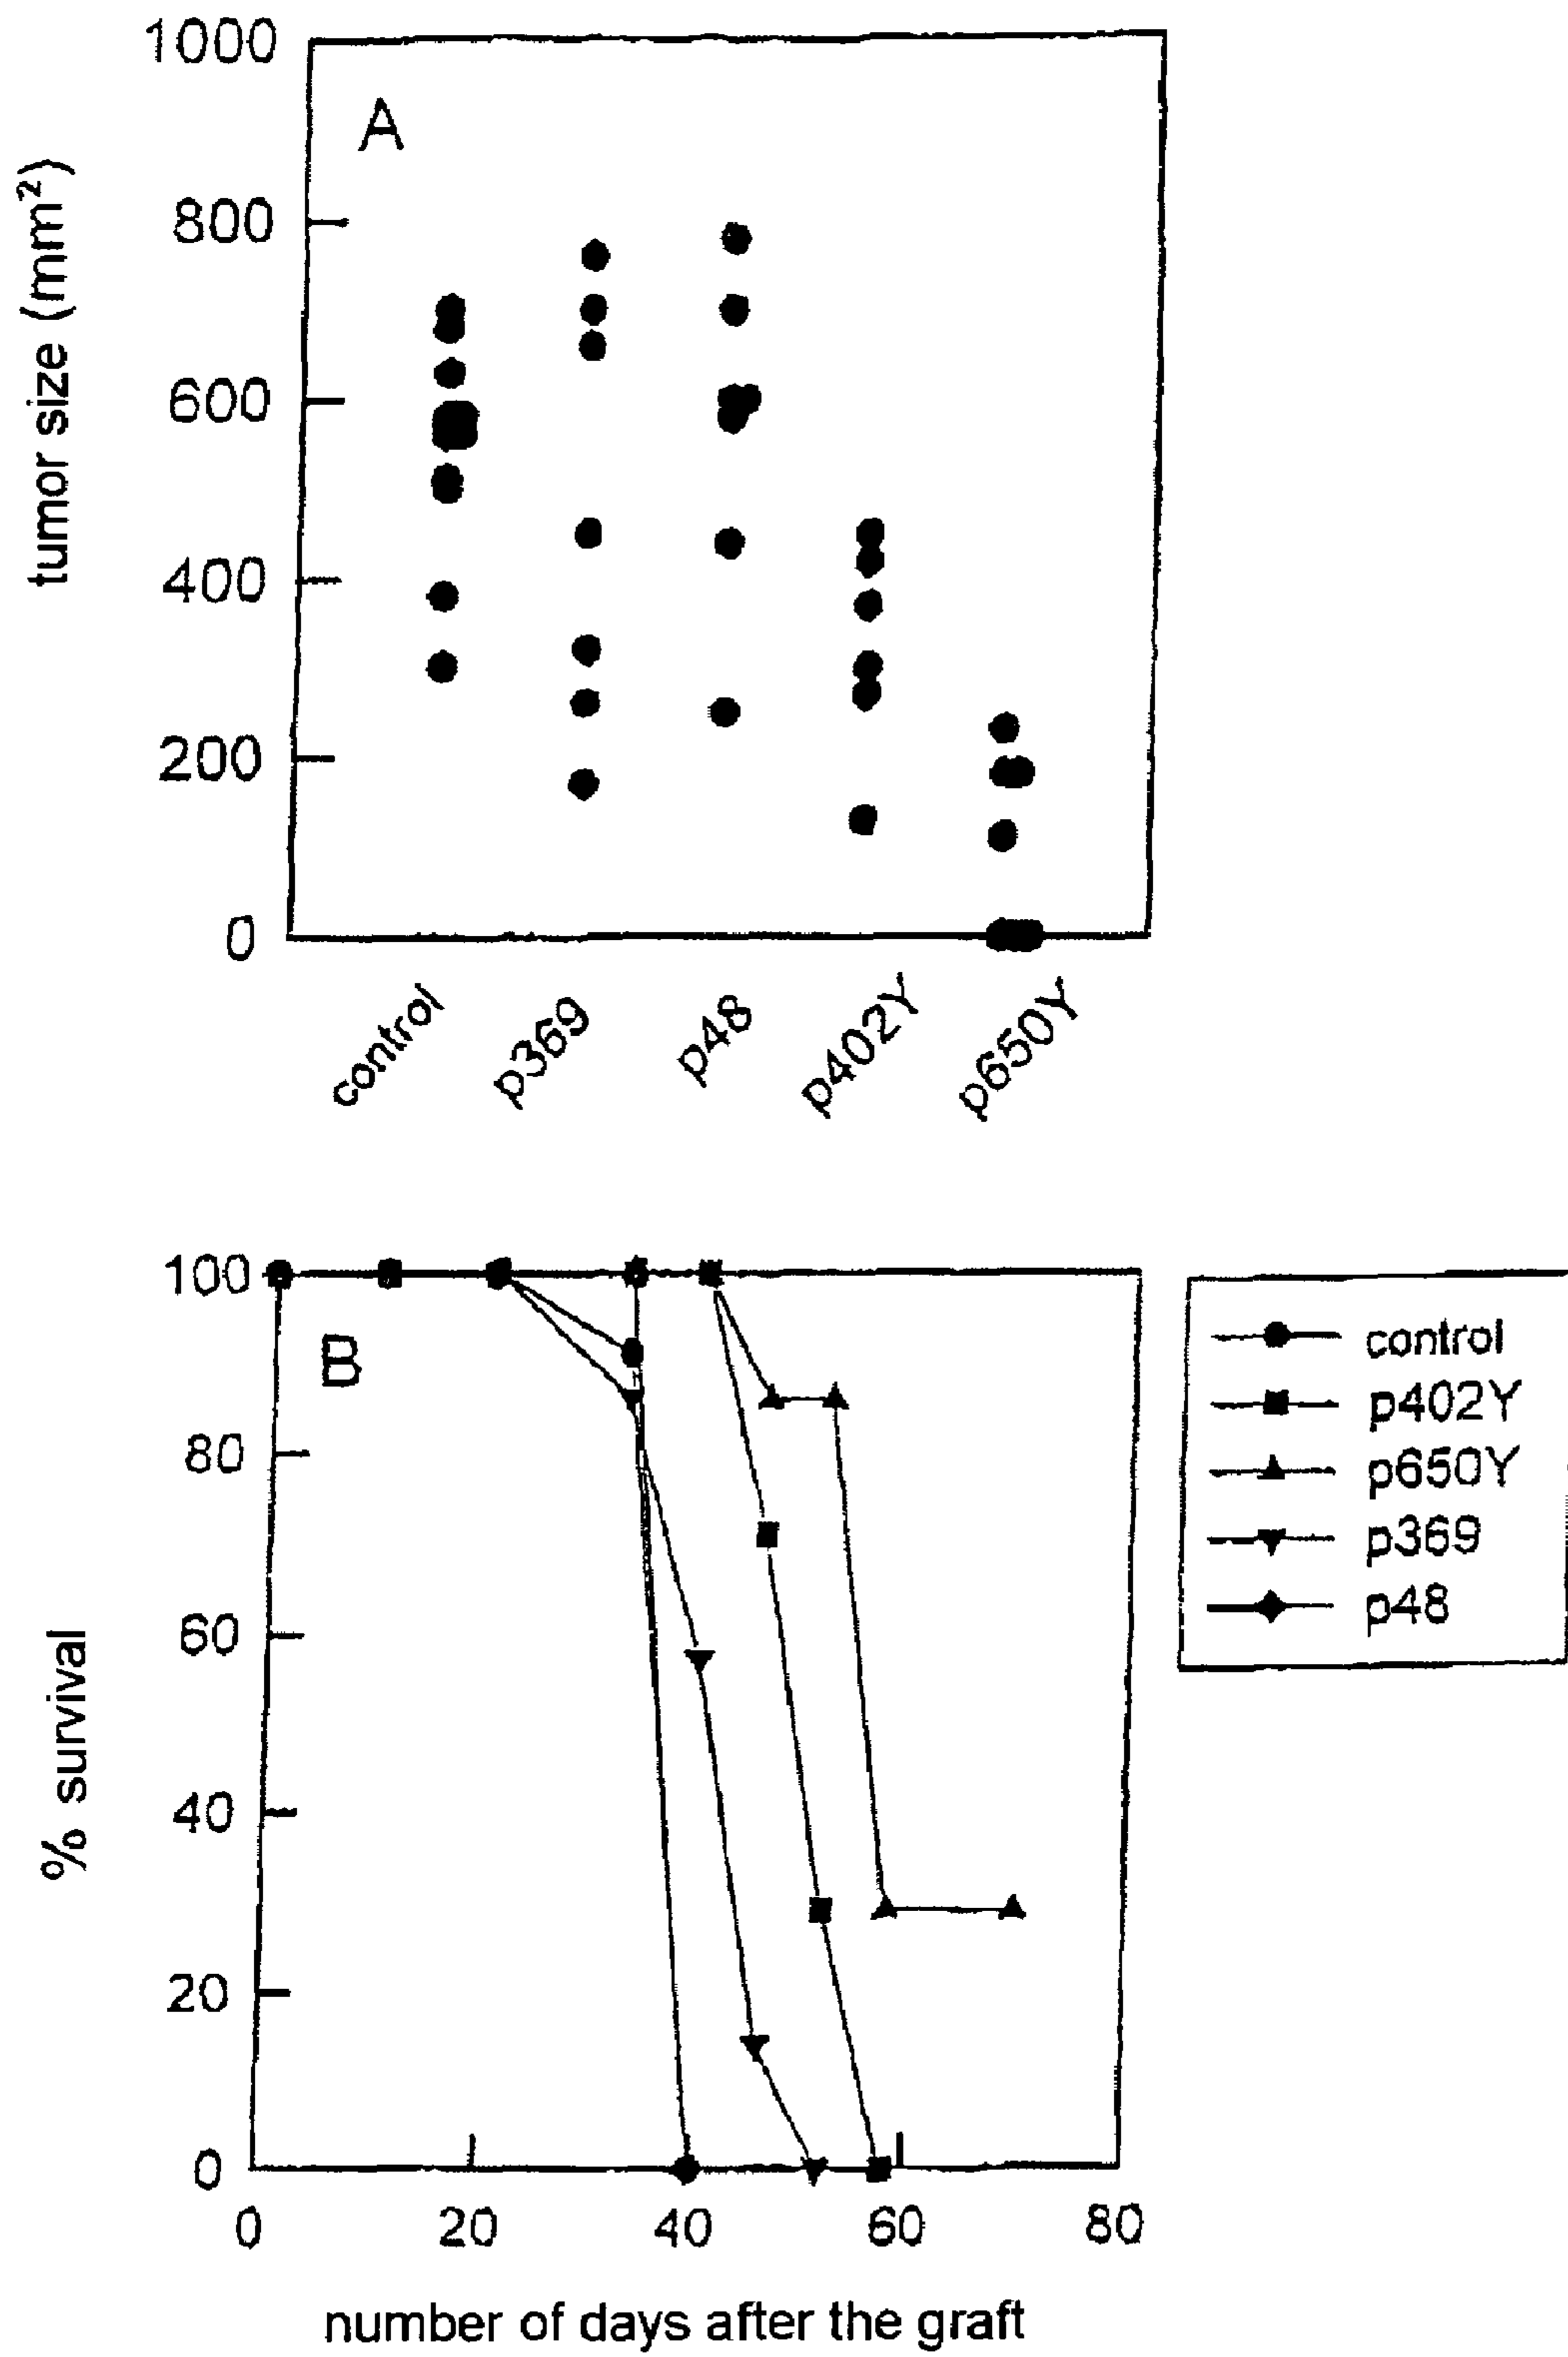 1000
A
800
600
400
200
0
tumor size (mm²)
control
p369
p48
p402Y
p650Y
100
B
80
60
40
20
0
% survival
0 20 40 60 80
number of days after the graft
control
p402Y
p650Y
p369
p48